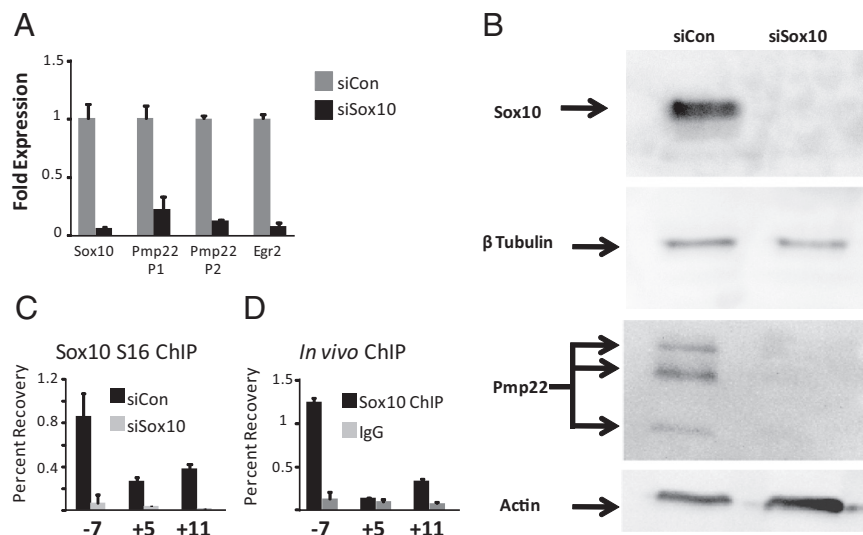 A
Fold Expression
1.5
1
0.5
0
siCon
siSox10
Sox10
Pmp22
P1
Pmp22
P2
Egr2
B
siCon
siSox10
Sox10
β Tubulin
Pmp22
Actin
C
Sox10 S16 ChIP
Percent Recovery
1.2
0.8
0.4
0
siCon
siSox10
-7
+5
+11
D
In vivo ChIP
Percent Recovery
1.5
1
0.5
0
Sox10 ChIP
IgG
-7
+5
+11